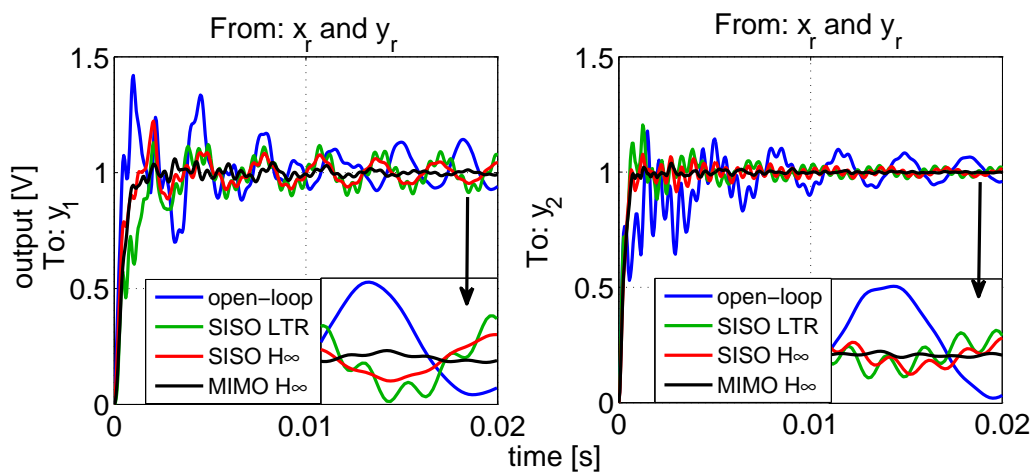 From: x_r and y_r
From: x_r and y_r
output [V]
To: y_1
1.5
1
0.5
0
0
0.01
0.02
open-loop
SISO LTR
SISO H∞
MIMO H∞
To: y_2
1.5
1
0.5
0
0
0.01
0.02
open-loop
SISO LTR
SISO H∞
MIMO H∞
time [s]